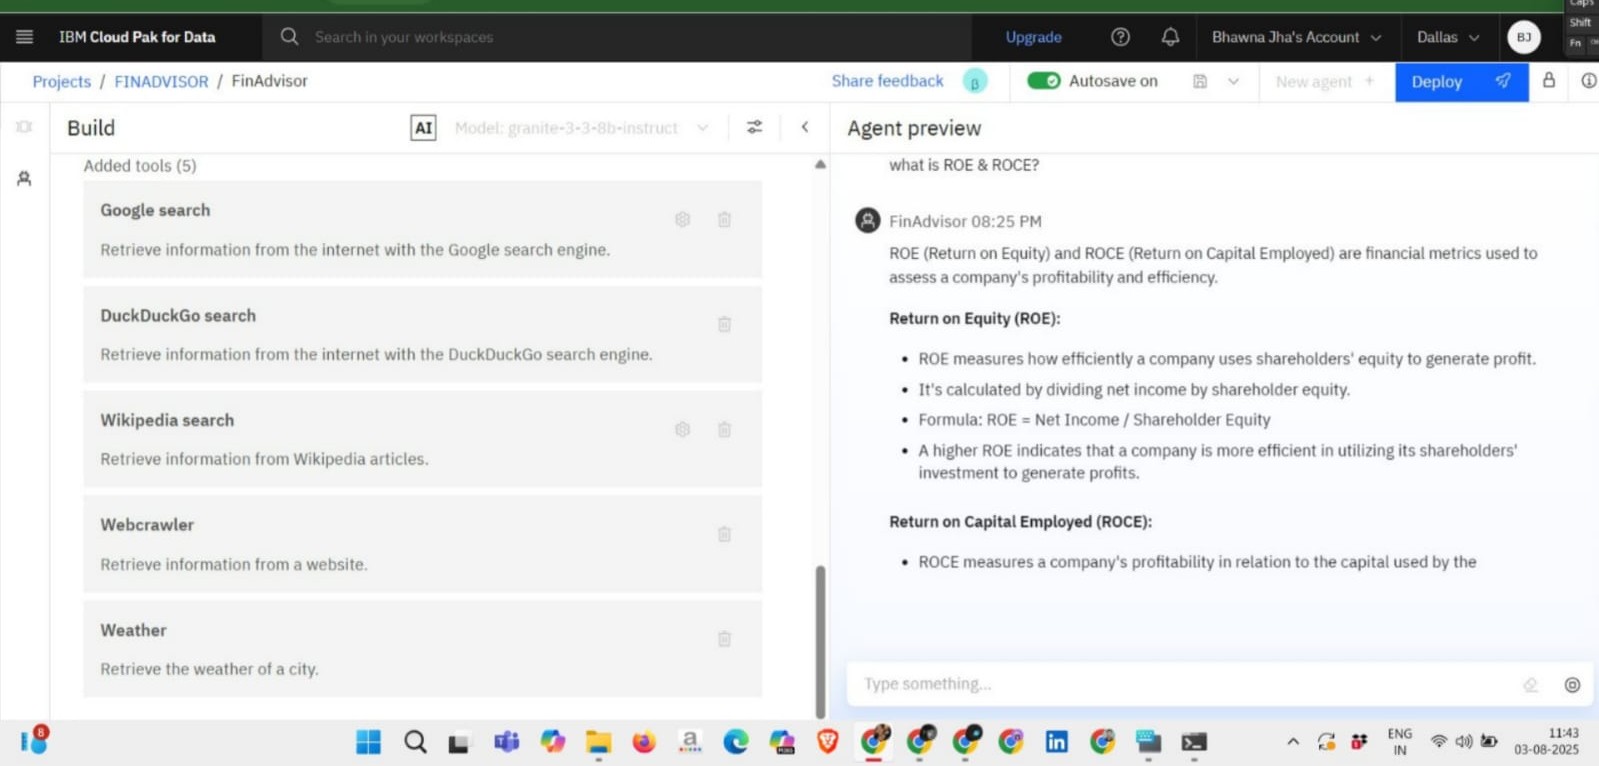 Caps
Shift
Fn
IBM Cloud Pak for Data
Search in your workspaces
Upgrade
Bhawna Jha's Account
Dallas
BJ
Projects / FINADVISOR / FinAdvisor
Share feedback
β
Autosave on
New agent +
Deploy
Build
AI
Model: granite-3-3-8b-instruct
Added tools (5)
Google search
Retrieve information from the internet with the Google search engine.
DuckDuckGo search
Retrieve information from the internet with the DuckDuckGo search engine.
Wikipedia search
Retrieve information from Wikipedia articles.
Webcrawler
Retrieve information from a website.
Weather
Retrieve the weather of a city.
Agent preview
what is ROE & ROCE?
FinAdvisor 08:25 PM
ROE (Return on Equity) and ROCE (Return on Capital Employed) are financial metrics used to
assess a company's profitability and efficiency.
Return on Equity (ROE):
• ROE measures how efficiently a company uses shareholders' equity to generate profit.
• It's calculated by dividing net income by shareholder equity.
• Formula: ROE = Net Income / Shareholder Equity
• A higher ROE indicates that a company is more efficient in utilizing its shareholders'
investment to generate profits.
Return on Capital Employed (ROCE):
• ROCE measures a company's profitability in relation to the capital used by the
Type something...
8
a
in
ENG
IN
11:43
03-08-2025